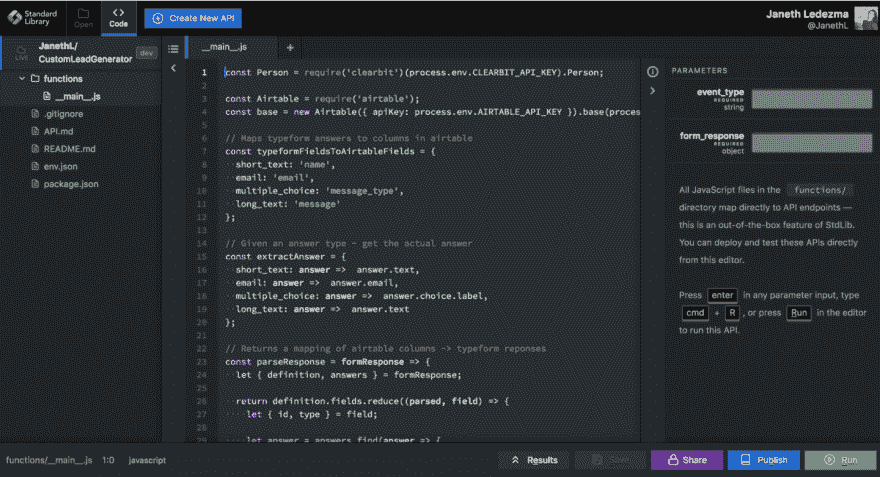 Standard
Library
Open
<> Code
Create New API
Janeth Ledezma
@JanethL
LIVE
JanethL/
CustomLeadGenerator
dev
functions
__main__.js
.gitignore
API.md
README.md
env.json
package.json
__main__.js
+
1 const Person = require('clearbit')(process.env.CLEARBIT_API_KEY).Person;
2
3 const Airtable = require('airtable');
4 const base = new Airtable({ apiKey: process.env.AIRTABLE_API_KEY }).base(proces
5
6 // Maps typeform answers to columns in airtable
7 const typeformFieldsToAirtableFields = {
8 short_text: 'name',
9 email: 'email',
10 multiple_choice: 'message_type',
11 long_text: 'message'
12 };
13
14 // Given an answer type - get the actual answer
15 const extractAnswer = {
16 short_text: answer => answer.text,
17 email: answer => answer.email,
18 multiple_choice: answer => answer.choice.label,
19 long_text: answer => answer.text
20 };
21
22 // Returns a mapping of airtable columns -> typeform reponses
23 const parseResponse = formResponse => {
24 let { definition, answers } = formResponse;
25
26 return definition.fields.reduce((parsed, field) => {
27 let { id, type } = field;
28
29 let answer = answers.find(answer => {
PARAMETERS
event_type
REQUIRED
string
form_response
REQUIRED
object
All JavaScript files in the functions/
directory map directly to API endpoints —
this is an out-of-the-box feature of StdLib.
You can deploy and test these APIs directly
from this editor.
Press enter in any parameter input, type
cmd + R , or press Run in the editor
to run this API.
functions/__main__.js 1:0 javascript
Results
Save
Share
Publish
Run